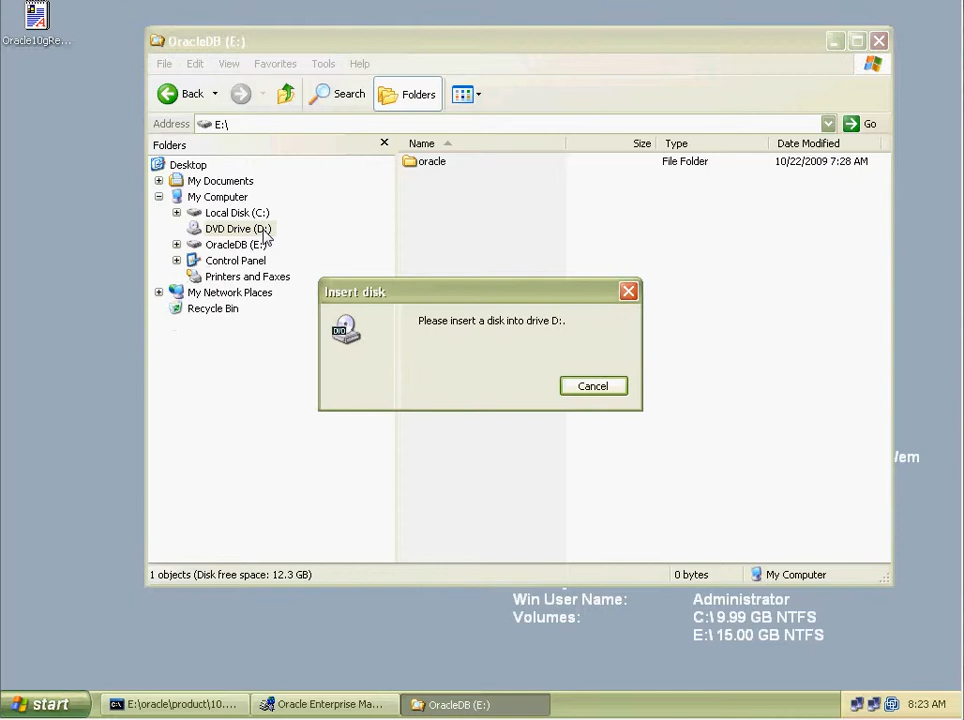 Oracle10gRe...
OracleDB (E:)
File Edit View Favorites Tools Help
Back Search Folders
Address E:\ Go
Folders
Name Size Type Date Modified
Desktop
oracle File Folder 10/22/2009 7:28 AM
My Documents
My Computer
Local Disk (C:)
DVD Drive (D:)
OracleDB (E:)
Control Panel
Printers and Faxes
My Network Places
Recycle Bin
Insert disk
DVD
Please insert a disk into drive D:.
Cancel
1 objects (Disk free space: 12.3 GB) 0 bytes My Computer
Win User Name: Administrator
Volumes: C:\ 9.99 GB NTFS
E:\ 15.00 GB NTFS
start E:\oracle\product\10.... Oracle Enterprise Ma... OracleDB (E:) 8:23 AM